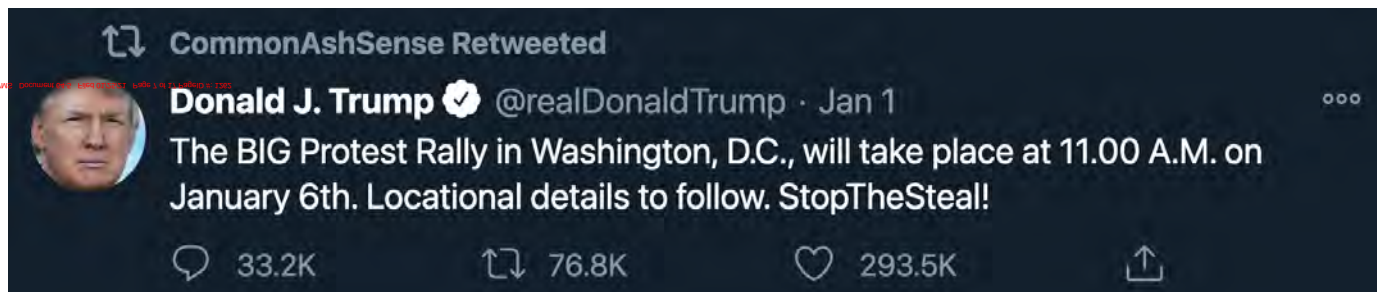 CommonAshSense Retweeted
Donald J. Trump @realDonaldTrump · Jan 1
The BIG Protest Rally in Washington, D.C., will take place at 11.00 A.M. on
January 6th. Locational details to follow. StopTheSteal!
33.2K 76.8K 293.5K